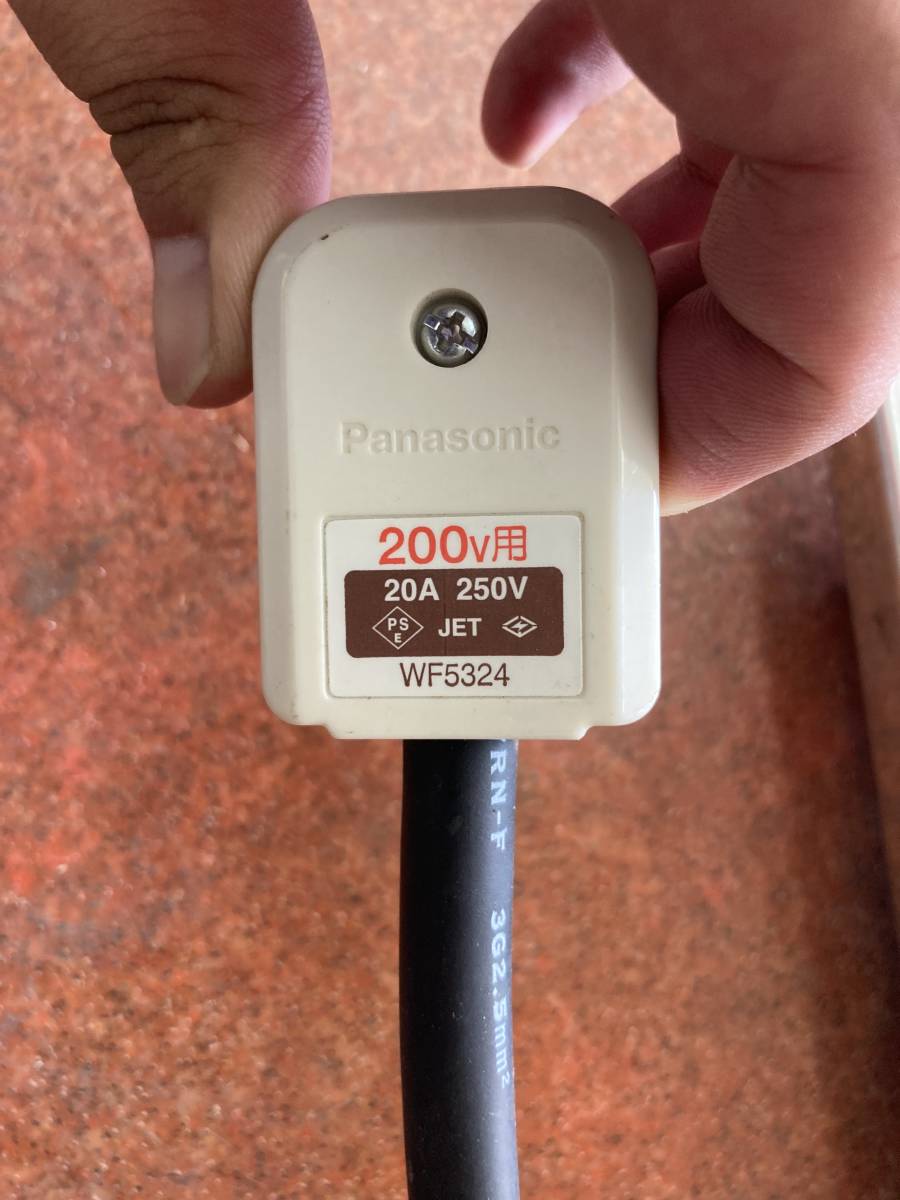 Panasonic
200V用
20A 250V
PS
E
JET
WF5324
RN-F 3G2.5mm²